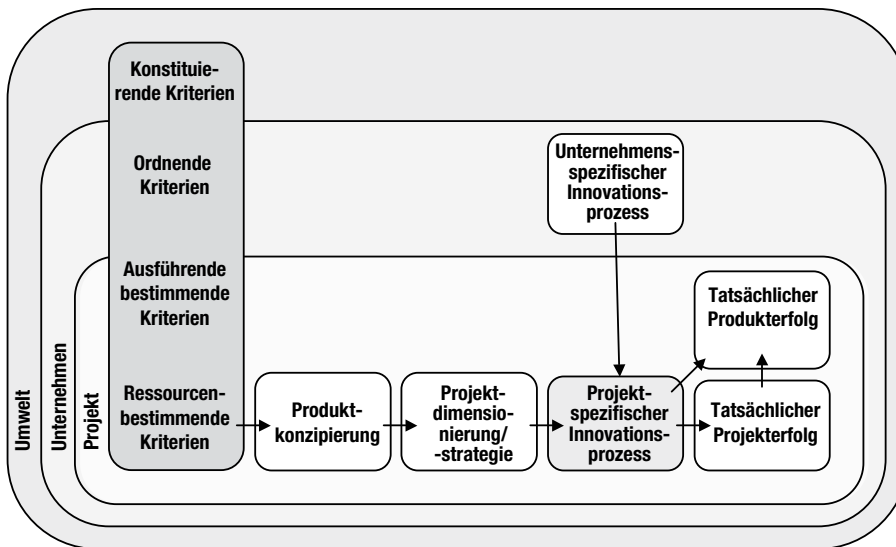 Umwelt
Unternehmen
Projekt
Konstituie-
rende Kriterien
Ordnende
Kriterien
Ausführende
bestimmende
Kriterien
Ressourcen-
bestimmende
Kriterien
Produkt-
konzipierung
Projekt-
dimensio-
nierung/
-strategie
Unternehmens-
spezifischer
Innovations-
prozess
Projekt-
spezifischer
Innovations-
prozess
Tatsächlicher
Produkterfolg
Tatsächlicher
Projekterfolg